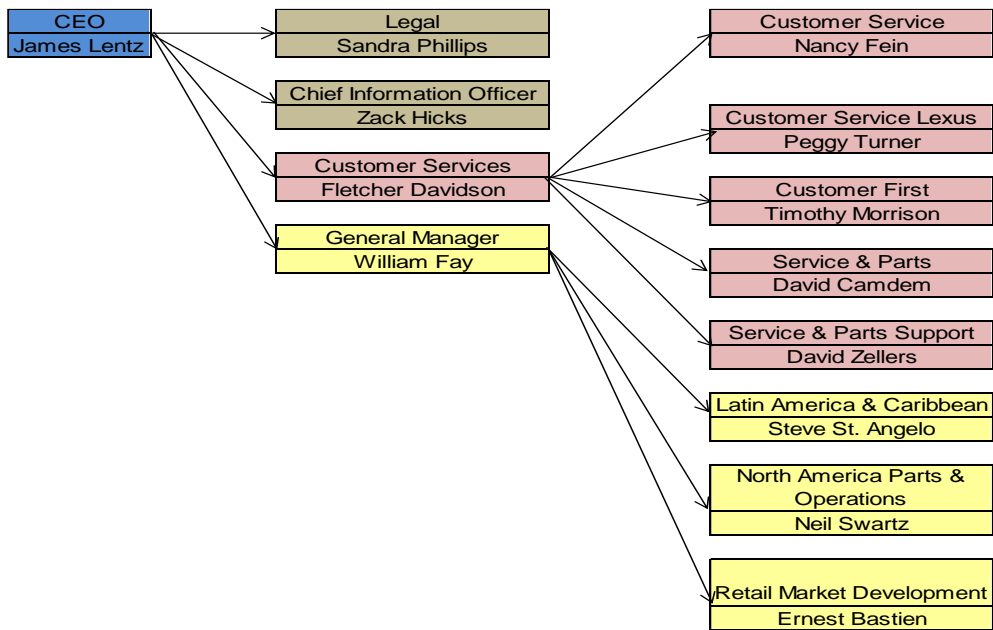 CEO
James Lentz
Legal
Sandra Phillips
Chief Information Officer
Zack Hicks
Customer Services
Fletcher Davidson
General Manager
William Fay
Customer Service
Nancy Fein
Customer Service Lexus
Peggy Turner
Customer First
Timothy Morrison
Service & Parts
David Camdem
Service & Parts Support
David Zellers
Latin America & Caribbean
Steve St. Angelo
North America Parts &
Operations
Neil Swartz
Retail Market Development
Ernest Bastien